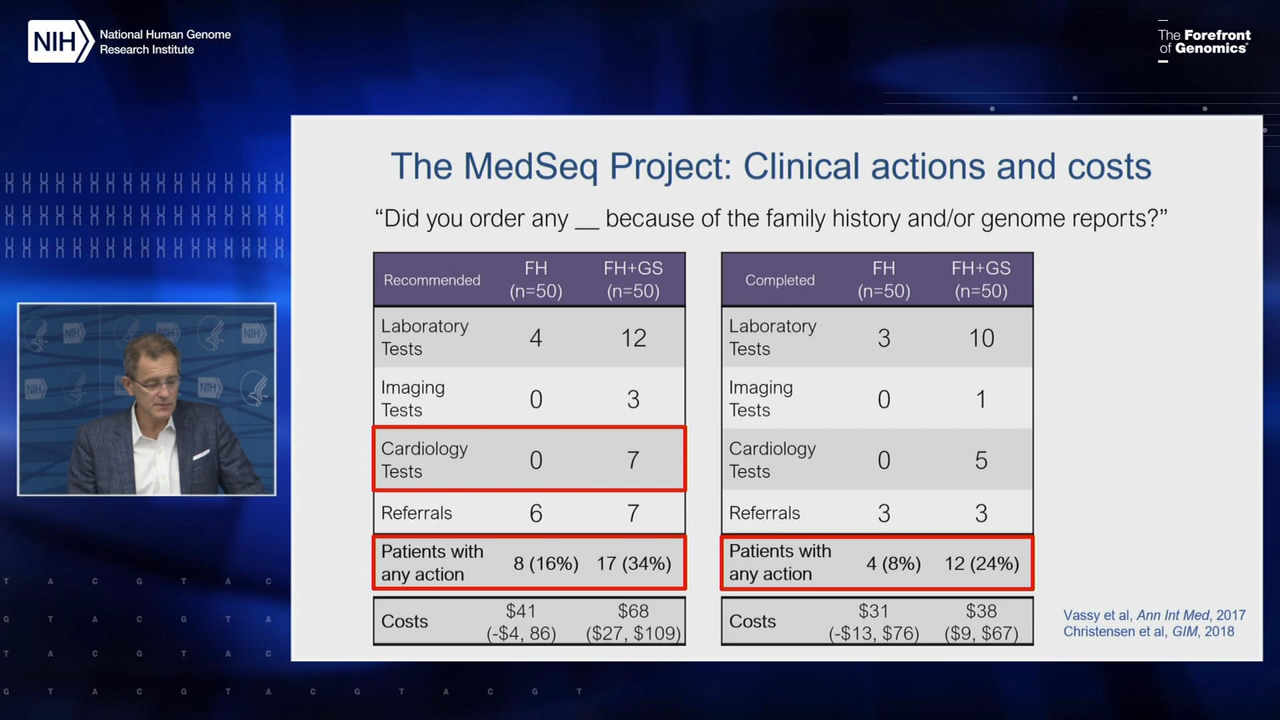 NIH National Human Genome
Research Institute
The Forefront
of Genomics®
The MedSeq Project: Clinical actions and costs
“Did you order any __ because of the family history and/or genome reports?”
Recommended FH (n=50) FH+GS (n=50)
Laboratory Tests 4 12
Imaging Tests 0 3
Cardiology Tests 0 7
Referrals 6 7
Patients with any action 8 (16%) 17 (34%)
Costs $41 (-$4, 86) $68 ($27, $109)
Completed FH (n=50) FH+GS (n=50)
Laboratory Tests 3 10
Imaging Tests 0 1
Cardiology Tests 0 5
Referrals 3 3
Patients with any action 4 (8%) 12 (24%)
Costs $31 (-$13, $76) $38 ($9, $67)
Vassy et al, Ann Int Med, 2017
Christensen et al, GIM, 2018
NIH
NIH
NIH
NIH
T A C G T A C
G T A C G T A
T A C G T A C
G T A C G T A C G T A C G T